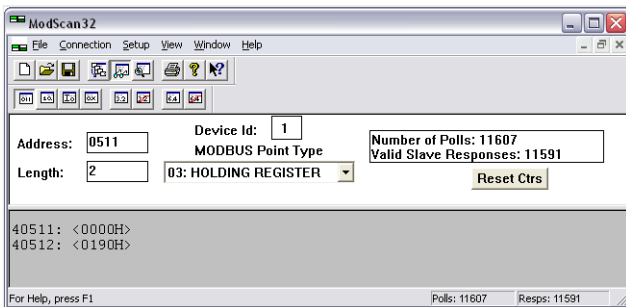 ModScan32
File Connection Setup View Window Help
Address: 0511
Device Id: 1
MODBUS Point Type
Length: 2
03: HOLDING REGISTER
Number of Polls: 11607
Valid Slave Responses: 11591
Reset Ctrs
40511: <0000H>
40512: <0190H>
For Help, press F1
Polls: 11607
Resps: 11591